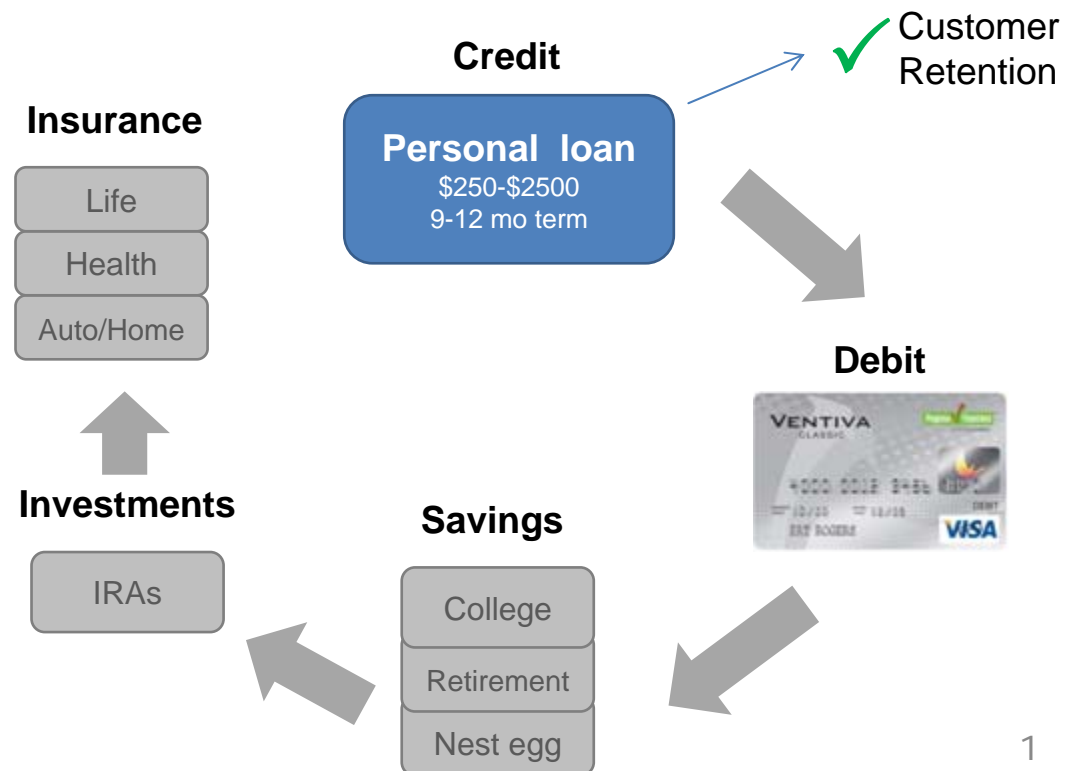 Customer
Retention
Credit
Personal loan
$250-$2500
9-12 mo term
Insurance
Life
Health
Auto/Home
Debit
VENTIVA
CLASSIC
DEBIT
VISA
Investments
IRAs
Savings
College
Retirement
Nest egg
1